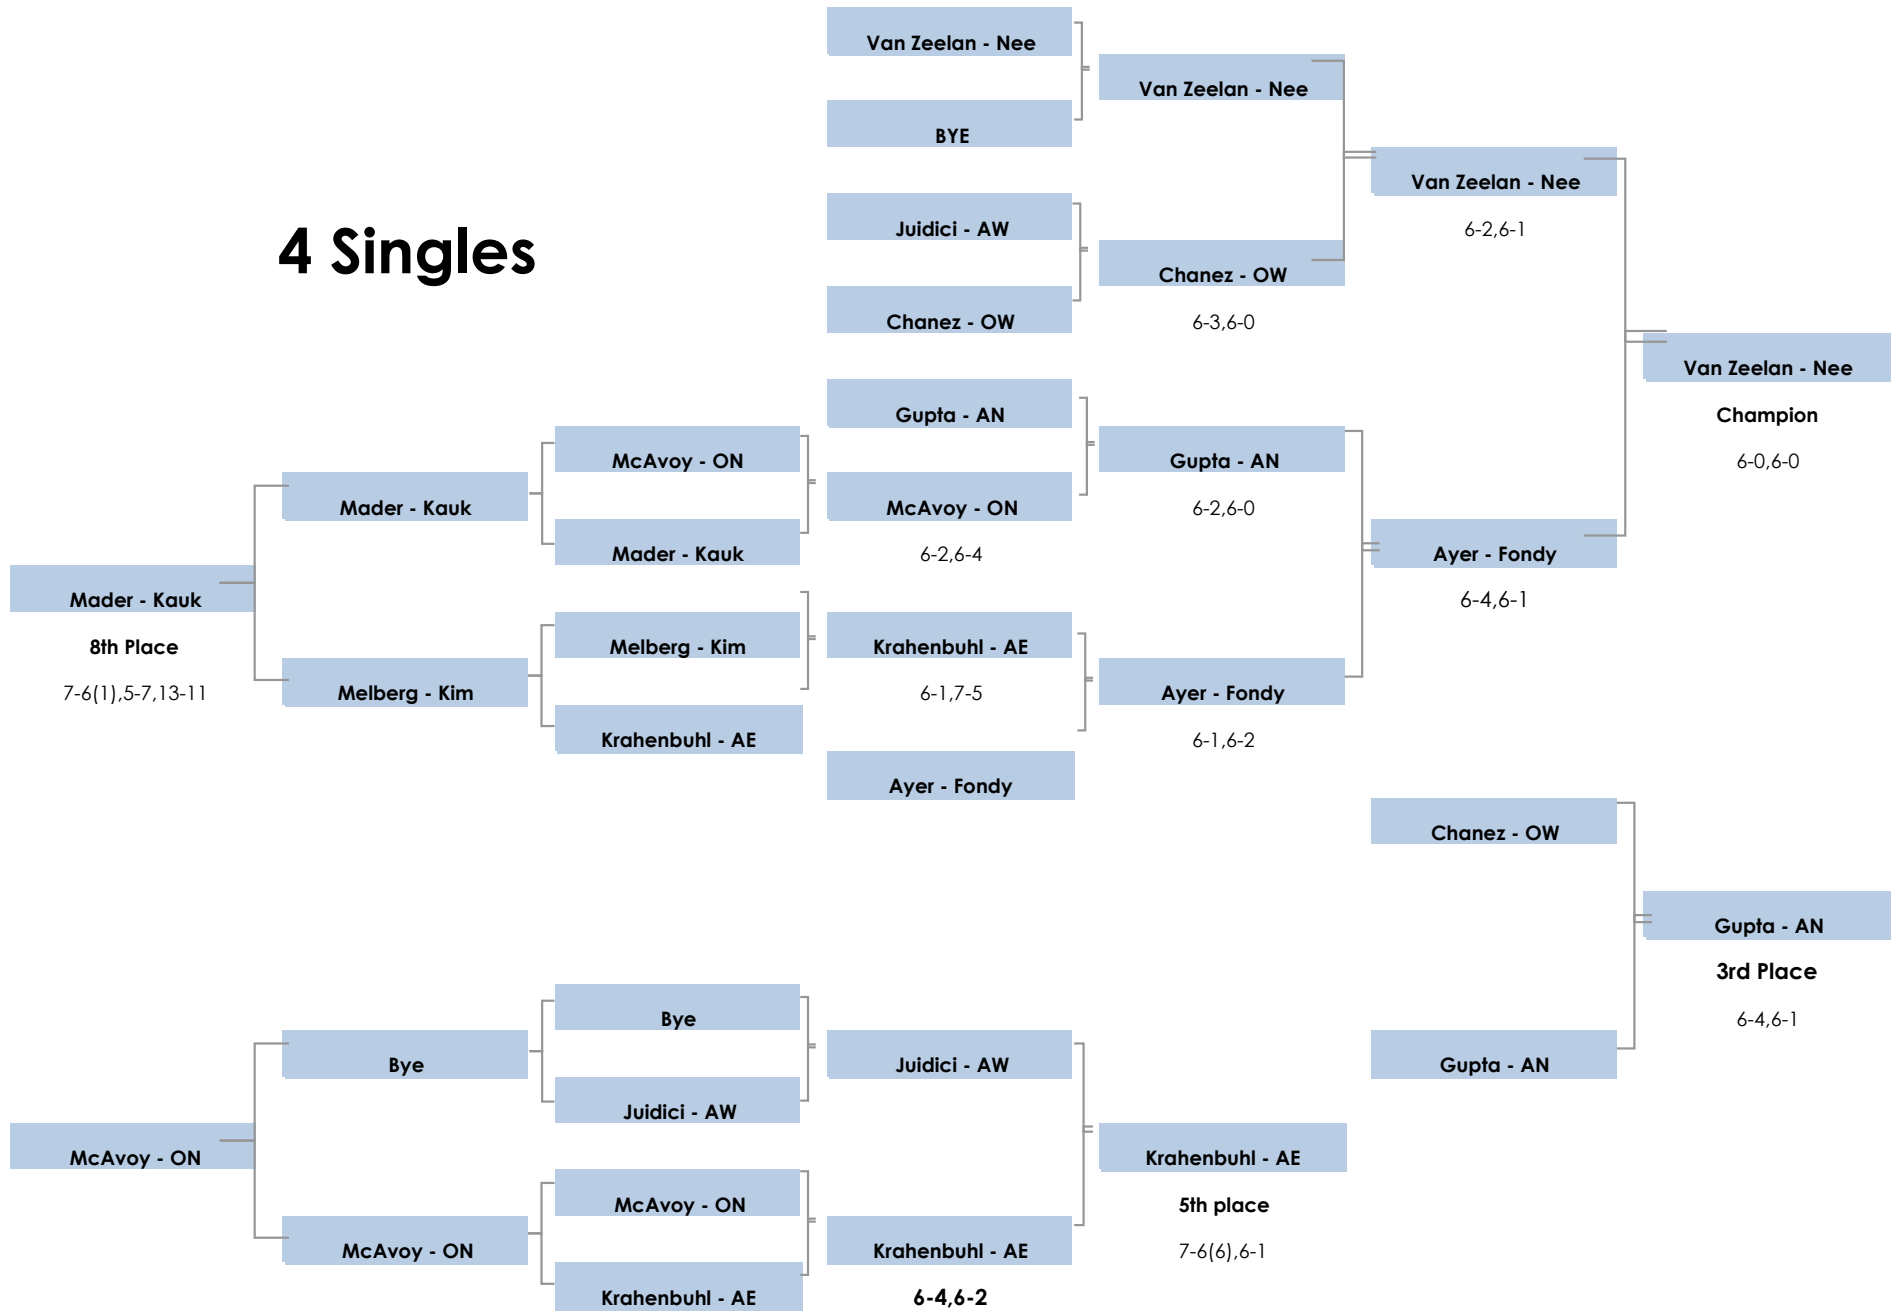 Van Zeelan - Nee
Van Zeelan - Nee
BYE
Van Zeelan - Nee
Juidici - AW
6-2,6-1
4 Singles
Chanez - OW
Chanez - OW
6-3,6-0
Van Zeelan - Nee
Gupta - AN
Champion
McAvoy - ON
Gupta - AN
6-0,6-0
Mader - Kauk
McAvoy - ON
6-2,6-0
Mader - Kauk
6-2,6-4
Ayer - Fondy
Mader - Kauk
6-4,6-1
8th Place
Melberg - Kim
Krahenbuhl - AE
7-6(1),5-7,13-11
Melberg - Kim
6-1,7-5
Ayer - Fondy
Krahenbuhl - AE
6-1,6-2
Ayer - Fondy
Chanez - OW
Gupta - AN
3rd Place
Bye
6-4,6-1
Bye
Juidici - AW
Gupta - AN
Juidici - AW
McAvoy - ON
Krahenbuhl - AE
McAvoy - ON
5th place
McAvoy - ON
Krahenbuhl - AE
7-6(6),6-1
Krahenbuhl - AE
6-4,6-2